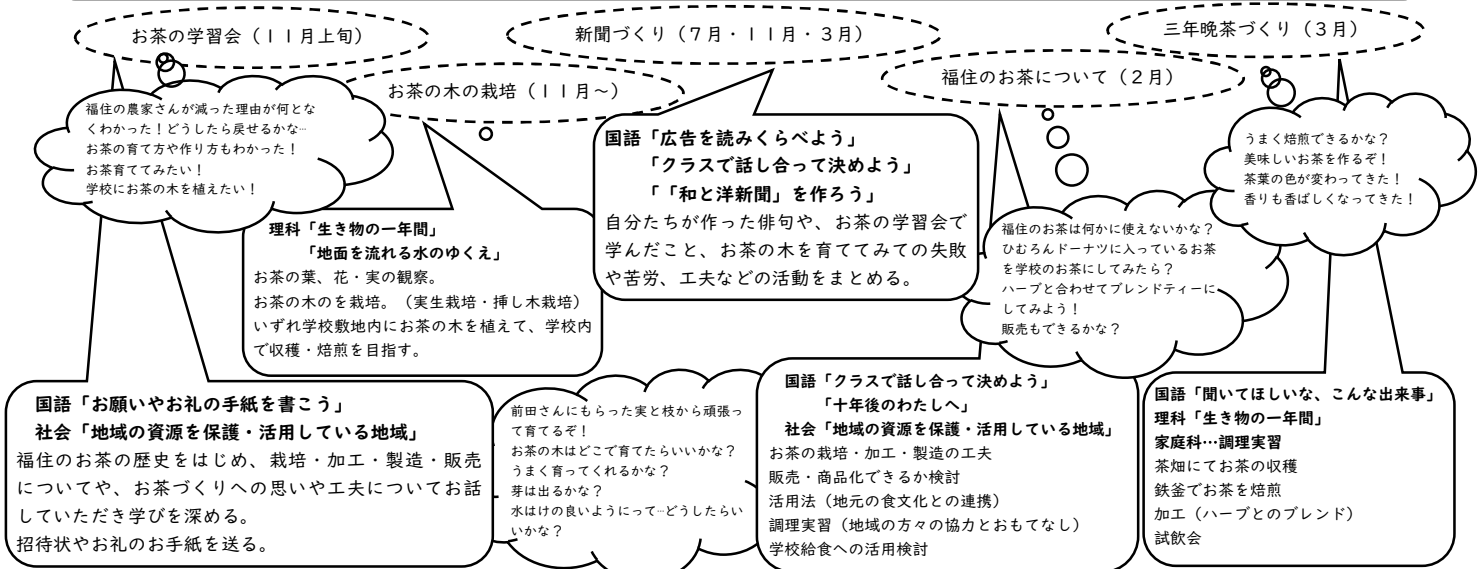 お茶の学習会（１１月上旬）
新聞づくり（７月・１１月・３月）
三年晩茶づくり（３月）
お茶の木の栽培（１１月～）
福住のお茶について（２月）
福住の農家さんが減った理由が何とな
くわかった！どうしたら戻せるかな…
お茶の育て方や作り方もわかった！
お茶育ててみたい！
学校にお茶の木を植えたい！
国語「広告を読みくらべよう」
「クラスで話し合って決めよう」
「「和と洋新聞」を作ろう」
自分たちが作った俳句や、お茶の学習会で
学んだこと、お茶の木を育ててみての失敗
や苦労、工夫などの活動をまとめる。
うまく焙煎できるかな？
美味しいお茶を作るぞ！
茶葉の色が変わってきた！
香りも香ばしくなってきた！
理科「生き物の一年間」
「地面を流れる水のゆくえ」
お茶の葉、花・実の観察。
お茶の木のを栽培。（実生栽培・挿し木栽培）
いずれ学校敷地内にお茶の木を植えて、学校内
で収穫・焙煎を目指す。
福住のお茶は何かに使えないかな？
ひむろんドーナツに入っているお茶
を学校のお茶にしてみたら？
ハーブと合わせてブレンドティーに
してみよう！
販売もできるかな？
国語「お願いやお礼の手紙を書こう」
社会「地域の資源を保護・活用している地域」
福住のお茶の歴史をはじめ、栽培・加工・製造・販売
についてや、お茶づくりへの思いや工夫についてお話
していただき学びを深める。
招待状やお礼のお手紙を送る。
前田さんにもらった実と枝から頑張っ
て育てるぞ！
お茶の木はどこで育てたらいいかな？
うまく育ってくれるかな？
芽は出るかな？
水はけの良いようにって…どうしたらい
いかな？
国語「クラスで話し合って決めよう」
「十年後のわたしへ」
社会「地域の資源を保護・活用している地域」
お茶の栽培・加工・製造の工夫
販売・商品化できるか検討
活用法（地元の食文化との連携）
調理実習（地域の方々の協力とおもてなし）
学校給食への活用検討
国語「聞いてほしいな、こんな出来事」
理科「生き物の一年間」
家庭科…調理実習
茶畑にてお茶の収穫
鉄釜でお茶を焙煎
加工（ハーブとのブレンド）
試飲会